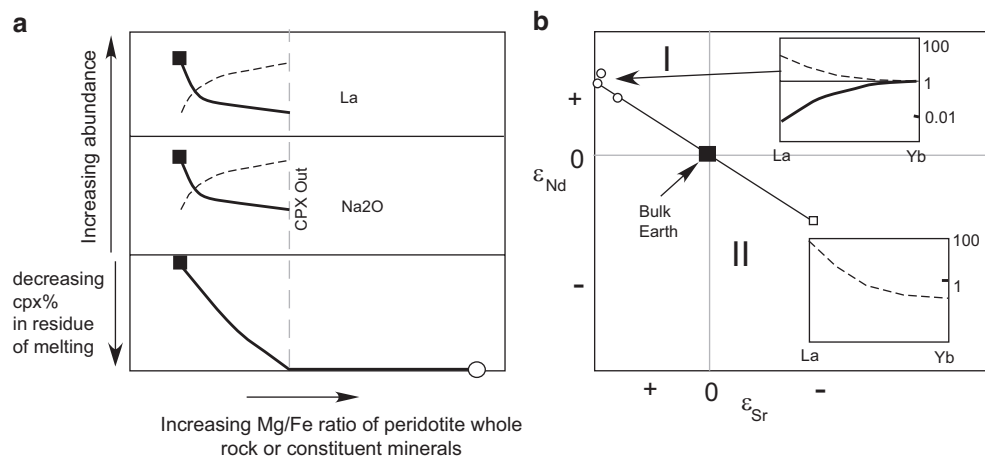 a
Increasing abundance
La
Na2O
CPX Out
decreasing
cpx%
in residue
of melting
Increasing Mg/Fe ratio of peridotite whole
rock or constituent minerals
b
I
100
1
0.01
La Yb
+
0
εNd
-
Bulk
Earth
II
100
1
La Yb
+ 0 εSr -